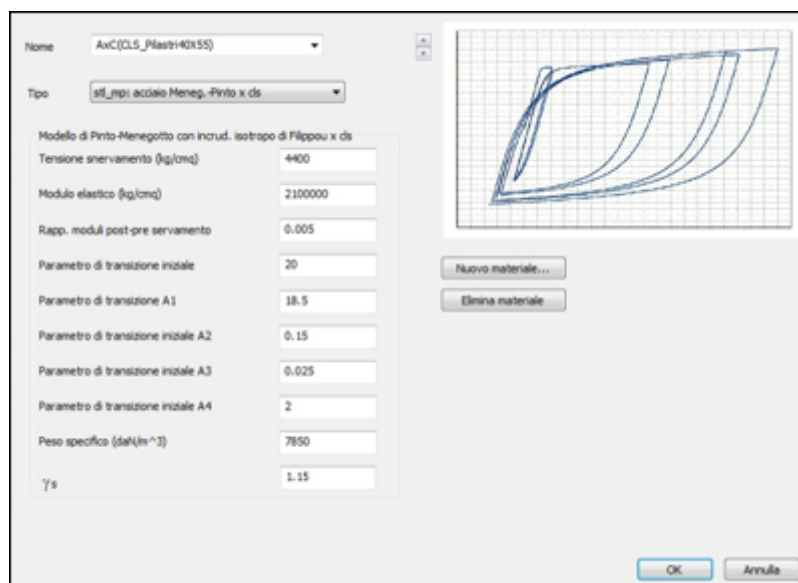 Nome AxC(CLS_Pilastri40X55)
Tipo stl_mp: acciaio Meneg.-Pinto x cls
Modello di Pinto-Menegotto con incrud. isotropo di Filippou x cls
Tensione snervamento (kg/cmq) 4400
Modulo elastico (kg/cmq) 2100000
Rapp. moduli post-pre servamento 0.005
Parametro di transizione iniziale 20
Parametro di transizione A1 18.5
Parametro di transizione iniziale A2 0.15
Parametro di transizione iniziale A3 0.025
Parametro di transizione iniziale A4 2
Peso specifico (daN/m^3) 7850
γs 1.15
Nuovo materiale...
Elimina materiale
OK Annulla